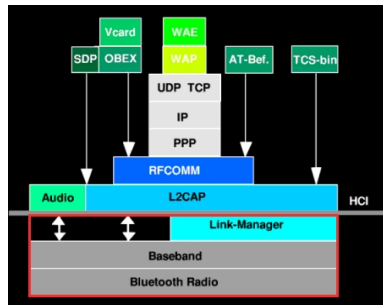 Vcard WAE
SDP OBEX WAP AT-Bef. TCS-bin
UDP TCP
IP
PPP
RFCOMM
Audio L2CAP HCI
Link-Manager
Baseband
Bluetooth Radio